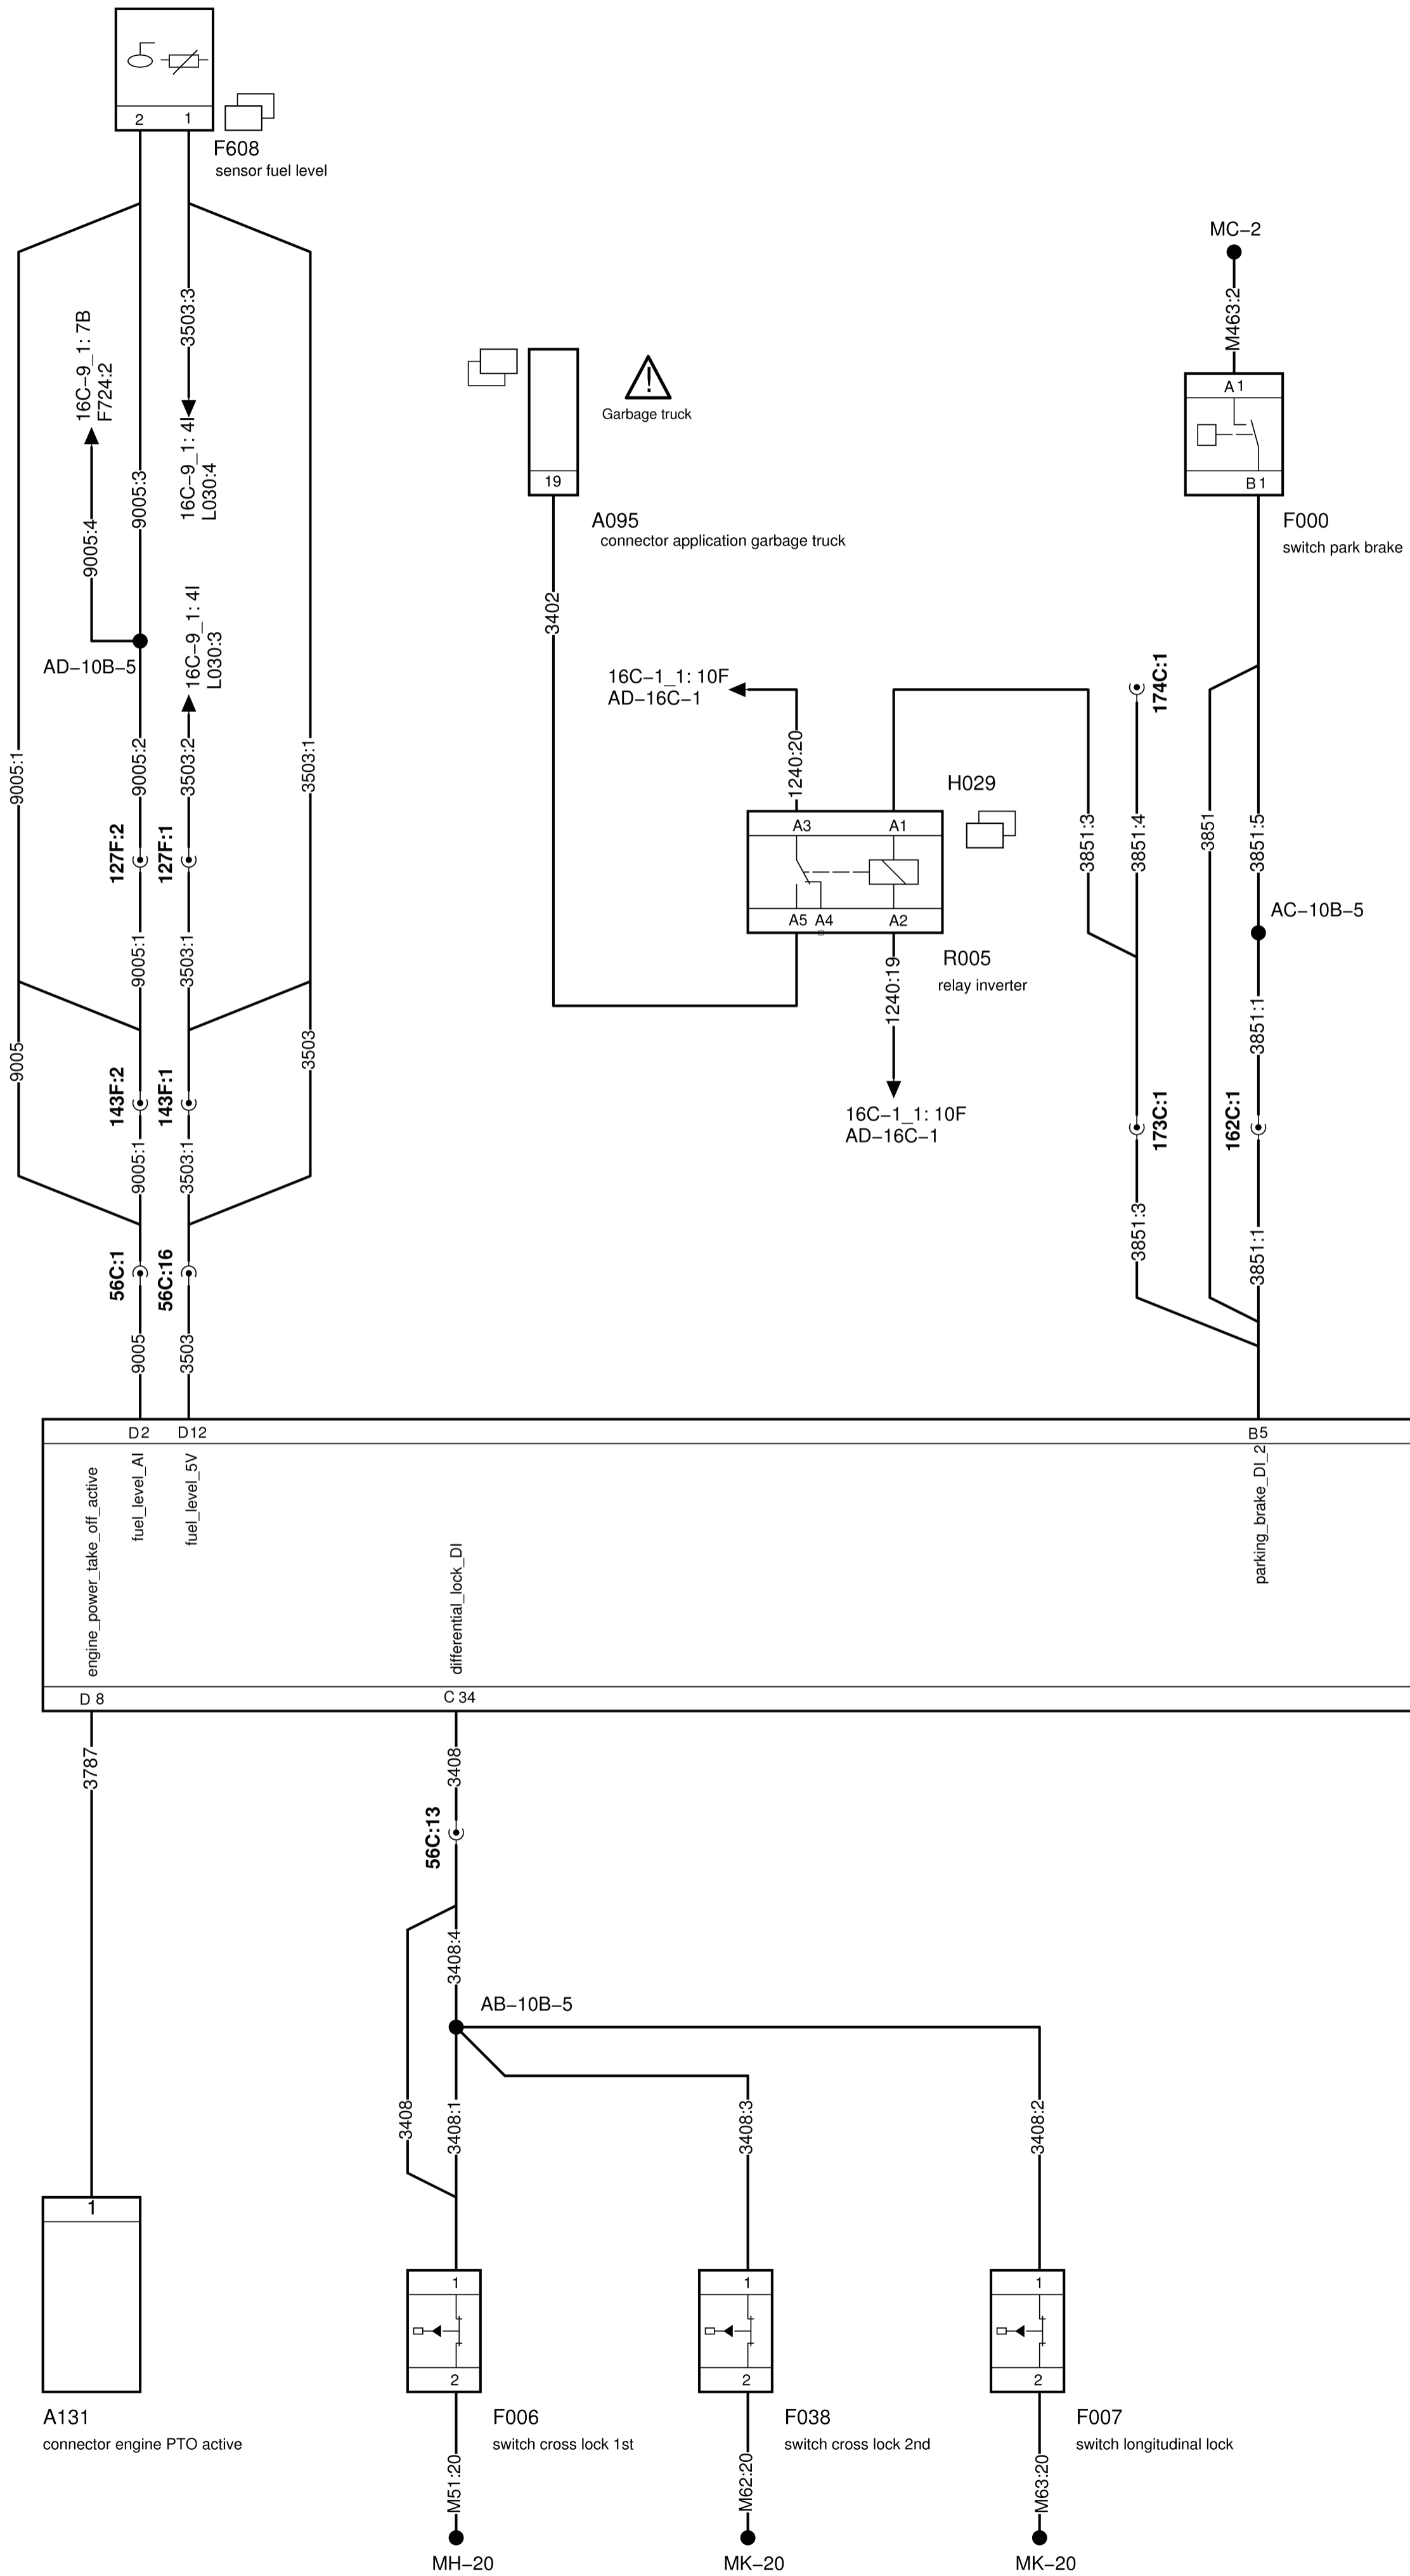 2 1
F608
sensor fuel level
MC-2
M463:2
3503:3
16C-9_1: 7B
F724:2
A 1
B 1
F000
switch park brake
Garbage truck
19
A095
connector application garbage truck
16C-9_1: 4I
L030:4
9005:3
9005:4
3402
AD-10B-5
16C-9_1: 4I
L030:3
16C-1_1: 10F
AD-16C-1
174C:1
9005:1
9005:2
3503:2
3503:1
1240:20
H029
127F:2
127F:1
A3 A1
A5 A4 A2
3851:3
3851:4
3851
3851:5
AC-10B-5
R005
relay inverter
9005:1
3503:1
1240:19
3851:1
9005
3503
143F:2
143F:1
16C-1_1: 10F
AD-16C-1
173C:1
162C:1
9005:1
3503:1
3851:3
3851:1
56C:1
56C:16
9005
3503
D2 D12 B5
engine_power_take_off_active
fuel_level_AI
fuel_level_5V
differential_lock_DI
parking_brake_DI_2
D 8 C 34
3787
3408
56C:13
3408:4
AB-10B-5
3408
3408:1
3408:3
3408:2
1
1 1 1
2 2 2
A131
connector engine PTO active
F006
switch cross lock 1st
F038
switch cross lock 2nd
F007
switch longitudinal lock
M51:20
M62:20
M63:20
MH-20 MK-20 MK-20